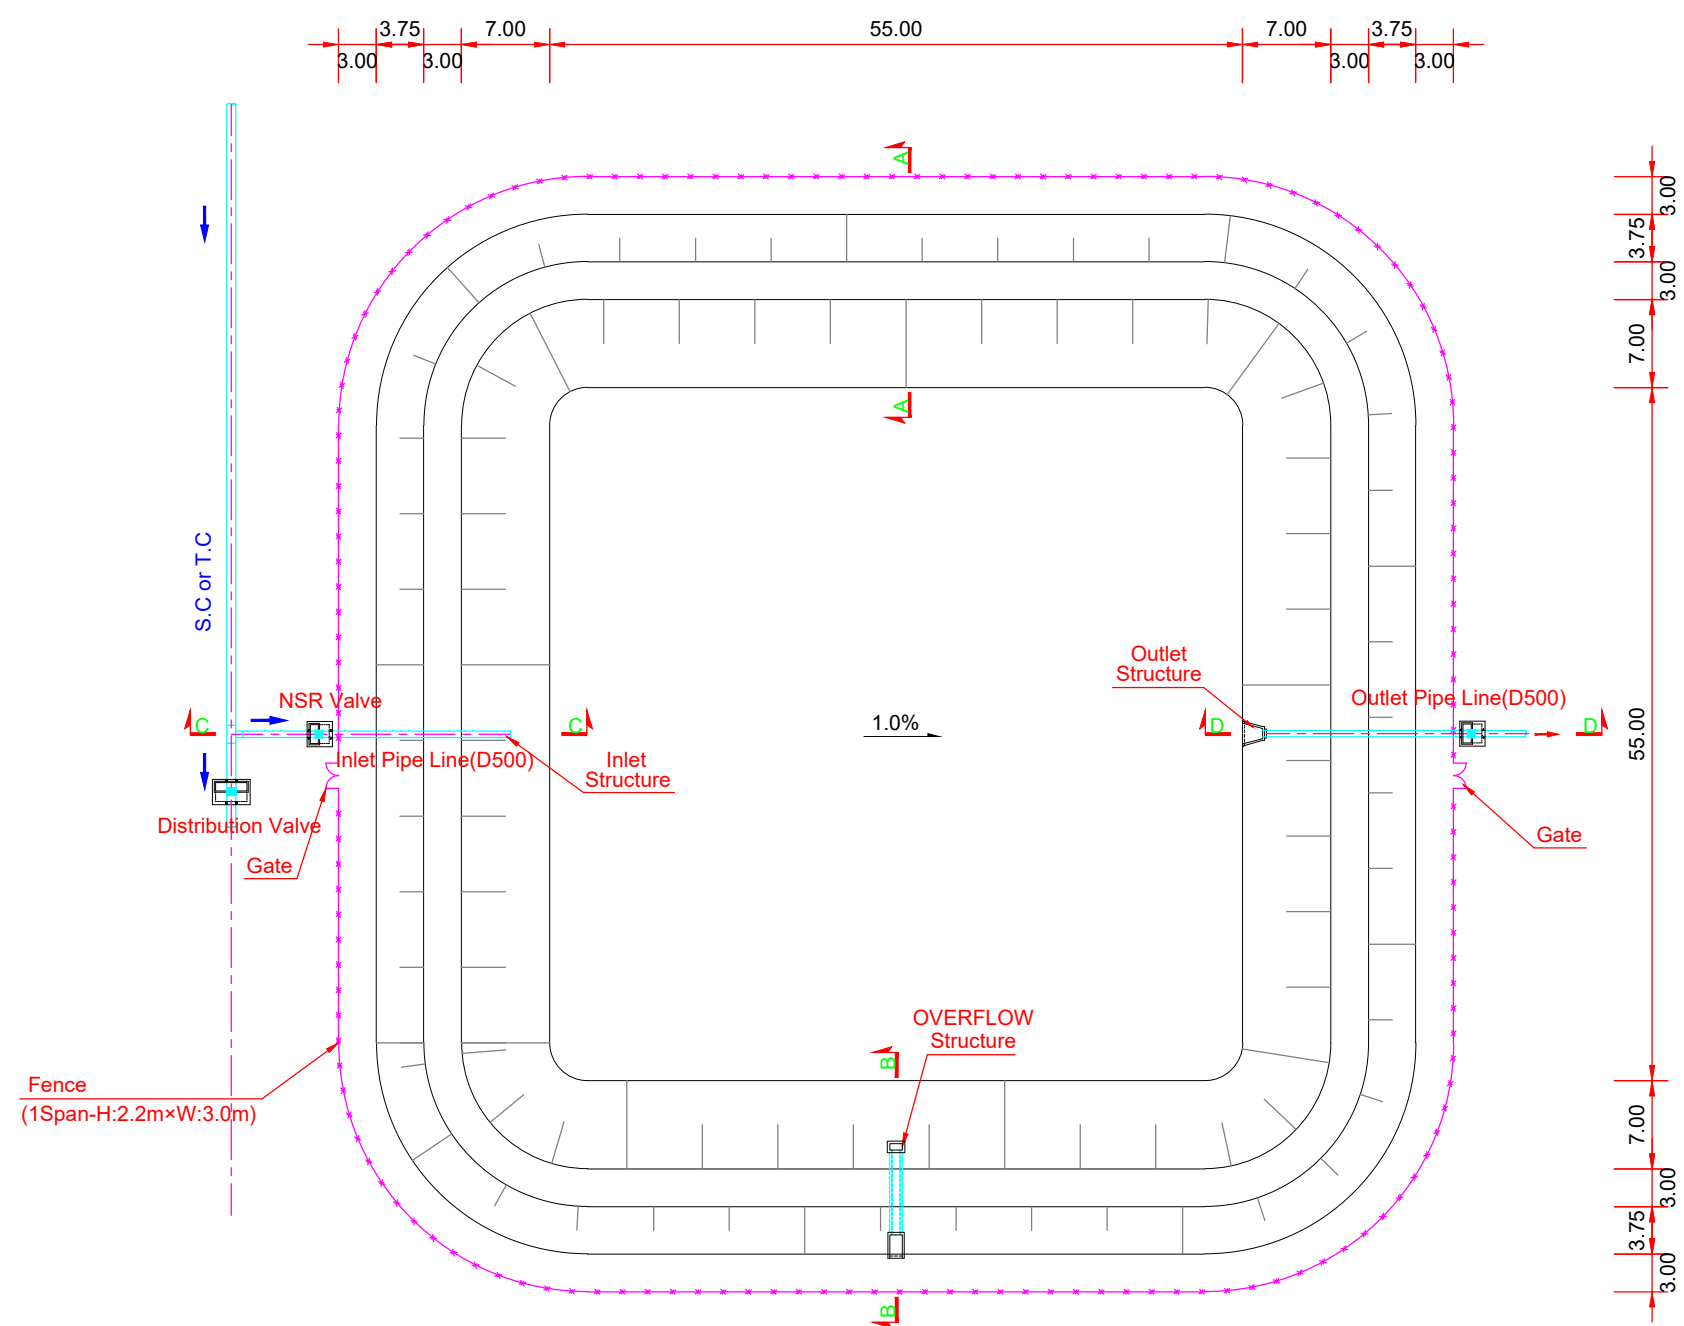 3.75
7.00
55.00
7.00
3.75
3.00
3.00
3.00
3.00
A
3.00
3.75
3.00
7.00
A
S.C or T.C
Outlet
Structure
NSR Valve
Outlet Pipe Line(D500)
C
C
1.0%
D
D
55.00
Inlet Pipe Line(D500)
Inlet
Structure
Distribution Valve
Gate
Gate
OVERFLOW
Structure
B
Fence
(1Span-H:2.2m×W:3.0m)
7.00
3.00
3.75
3.00
B